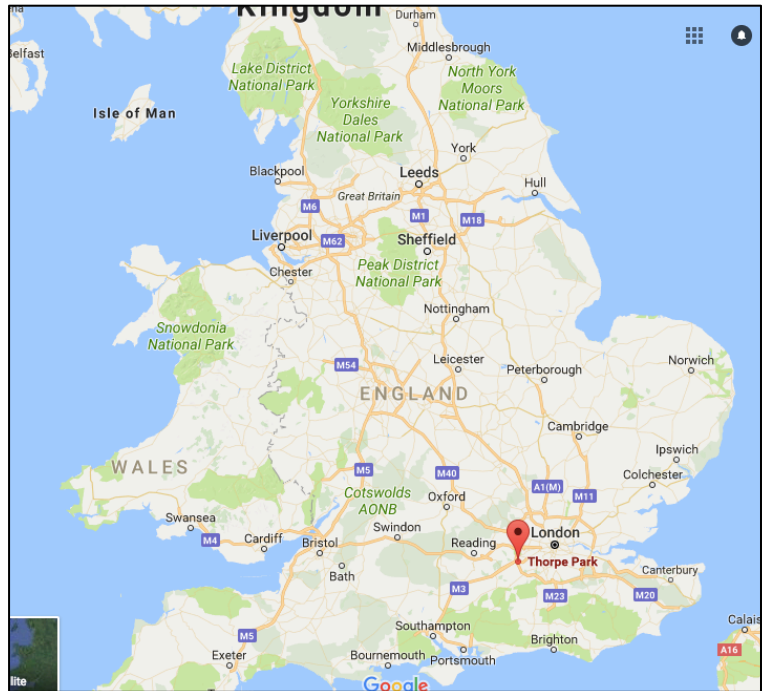 Kingdom
Durham
Middlesbrough
Belfast
Lake District
National Park
North York
Moors
National Park
Isle of Man
Yorkshire
Dales
National Park
York
Blackpool
Leeds
Hull
Great Britain
M6
M1
M18
Liverpool
M62
Sheffield
Chester
Peak District
National Park
Nottingham
Snowdonia
National Park
Leicester
Norwich
M54
Peterborough
ENGLAND
Cambridge
Ipswich
WALES
M5
M40
Colchester
A1(M)
M11
Cotswolds
AONB
Oxford
Swansea
Swindon
London
M4
Cardiff
Bristol
Reading
Thorpe Park
Bath
Canterbury
M3
M23
M20
Southampton
Calais
M5
Brighton
A16
Exeter
Bournemouth
Portsmouth
lite
Google